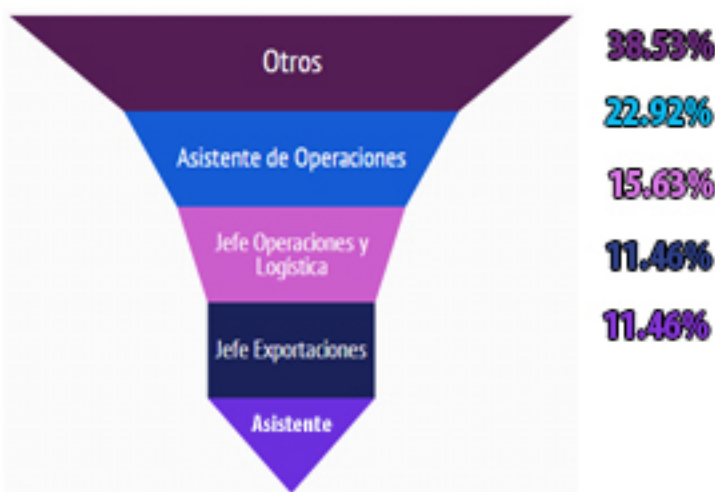 Otros
38.53%
Asistente de Operaciones
22.92%
Jefe Operaciones y
Logística
15.63%
Jefe Exportaciones
11.46%
Asistente
11.46%